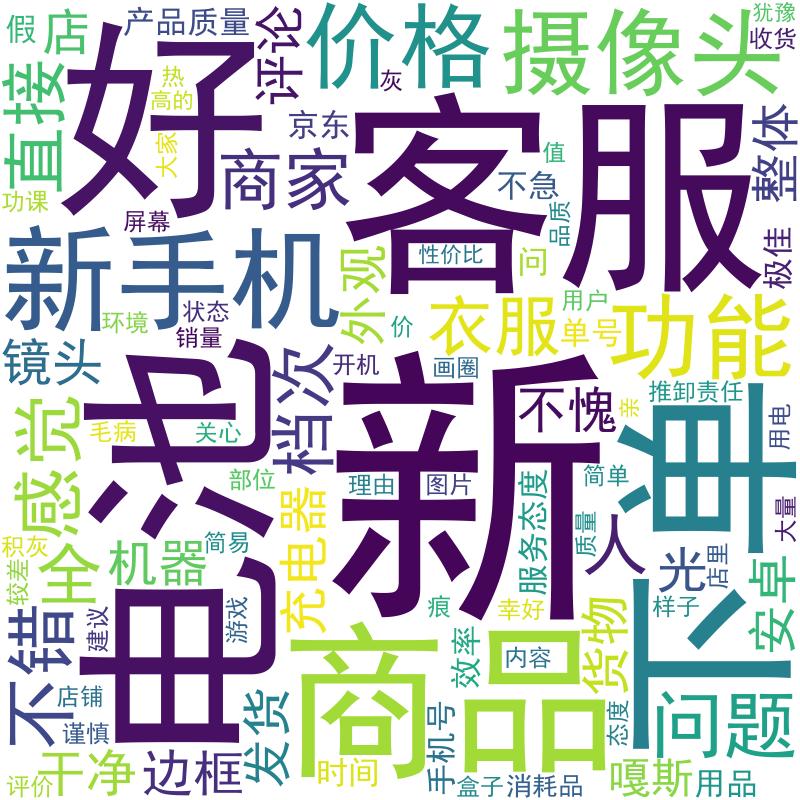 假
店
产品质量
评论
价格
摄像头
犹豫
收货
直接
好
热
高的
大家
灰
京东
商家
客服
值
不急
品质
整体
功课
屏幕
新手机
外观
性价比
问
极佳
用户
环境
状态
销量
价
衣服
单号
功能
镜头
电池
档次
开机
画圈
新
不愧
推卸责任
亲
下单
用电
感觉
毛病
关心
部位
理由
图片
服务态度
简单
大量
积灰
较差
全
机器
简易
充电器
质量
人
光
店里
安卓
不错
建议
游戏
痕
幸好
货物
样子
店铺
谨慎
发货
商品
效率
内容
态度
问题
评价
干净
边框
时间
手机号
盒子
消耗品
嘎斯
用品